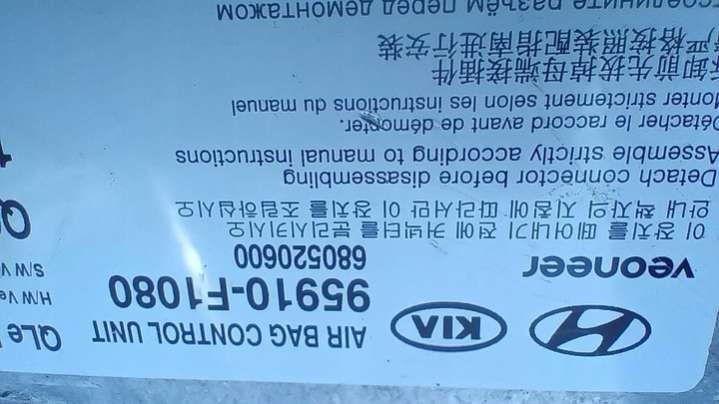 KIA
AIR BAG CONTROL UNIT
QLe
95910-F1080
H/W Ve
S/W V
veoneer
680520600
이 장치를 떼어내기 전에 커넥터를 분리시키시오
안내 책자의 지침에 따라서만 이 장치를 조립하십시오
Detach connector before disassembling
Assemble strictly according to manual instructions
Détacher le raccord avant de démonter.
Monter strictement selon les instructions du manuel
拆卸前先拔掉母端接插件
严格按照装配指南进行安装
разъём перед демонтажом